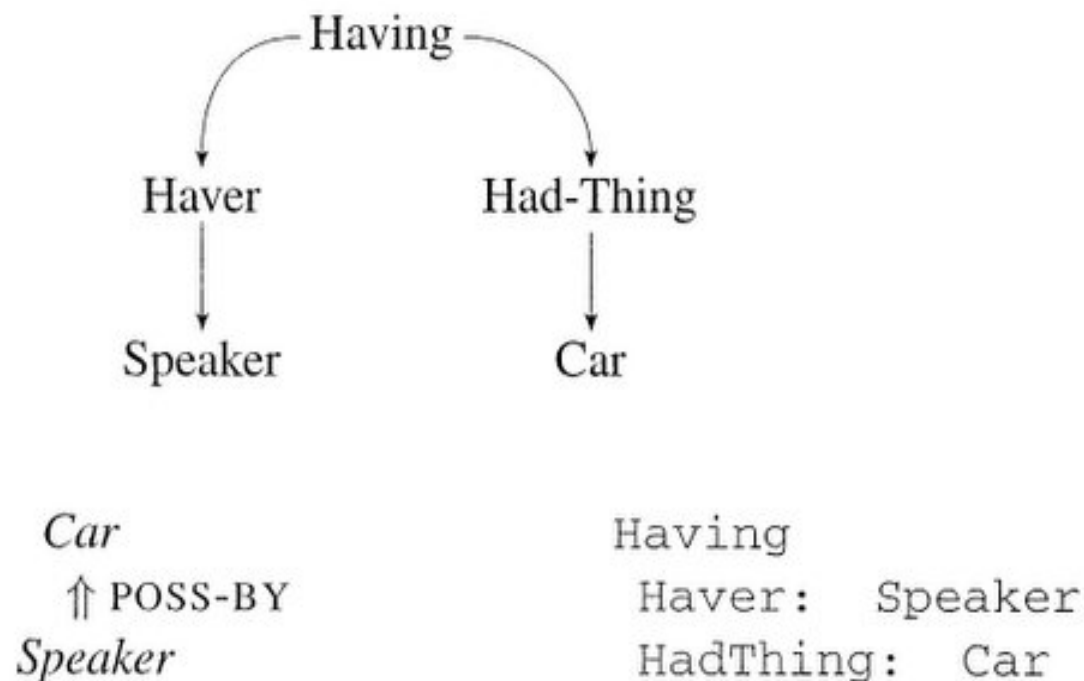 Having
Haver Had-Thing
Speaker Car
Car
⇑ POSS-BY
Speaker
Having
Haver: Speaker
HadThing: Car